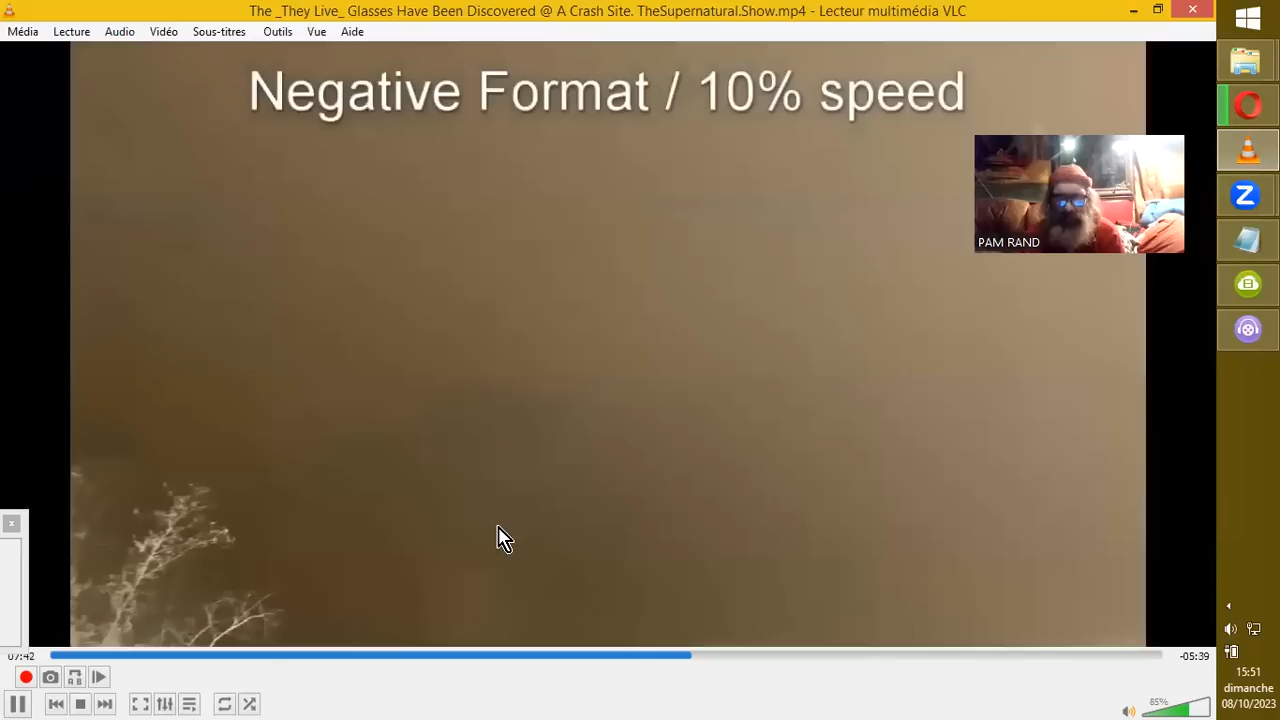 The _They Live_ Glasses Have Been Discovered @ A Crash Site. TheSupernatural.Show.mp4 - Lecteur multimédia VLC
Média Lecture Audio Vidéo Sous-titres Outils Vue Aide
Negative Format / 10% speed
PAM RAND
07:42
-05:39
85%
15:51
dimanche
08/10/2023